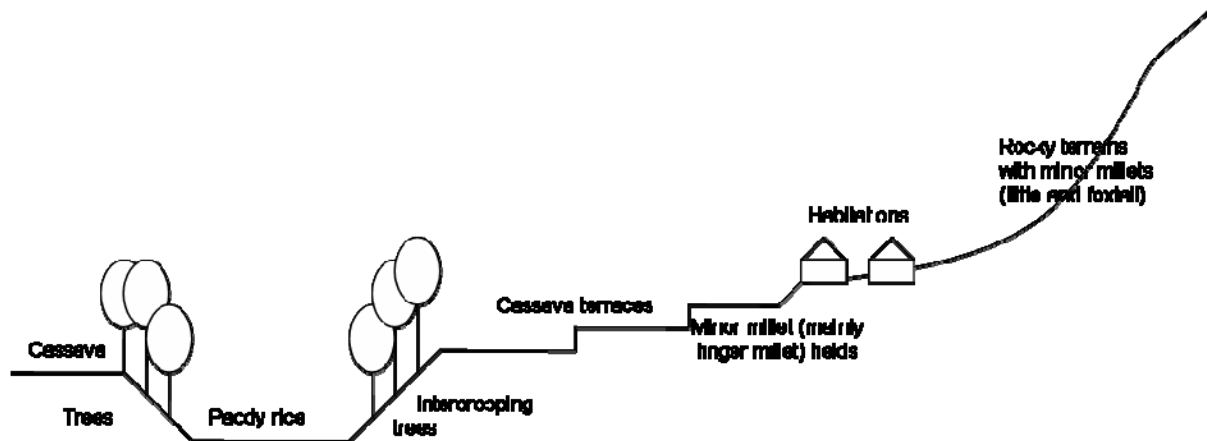 Rocky terrains
with minor millets
(little and foxtail)
Habitations
Cassava terraces
Minor millet (mainly
finger millet) fields
Cassava
Trees
Paddy rice
Intercropping
trees